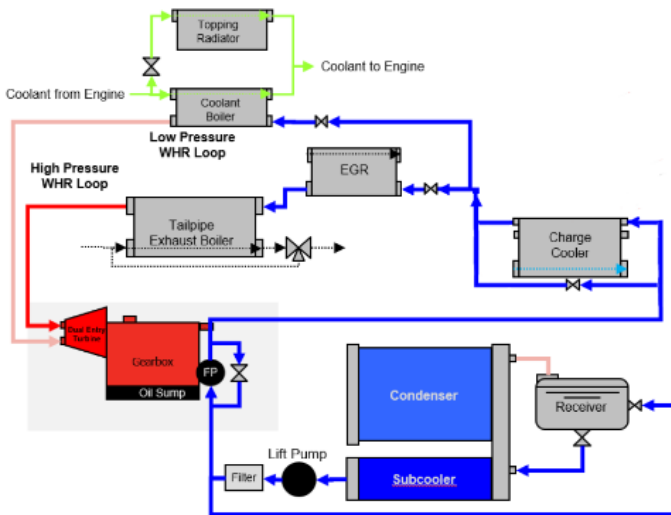 Topping
Radiator
Coolant to Engine
Coolant from Engine
Coolant
Boiler
Low Pressure
WHR Loop
High Pressure
WHR Loop
EGR
Tailpipe
Exhaust Boiler
Charge
Cooler
Dual Entry
Turbine
Gearbox
FP
Oil Sump
Condenser
Receiver
Lift Pump
Filter
Subcooler